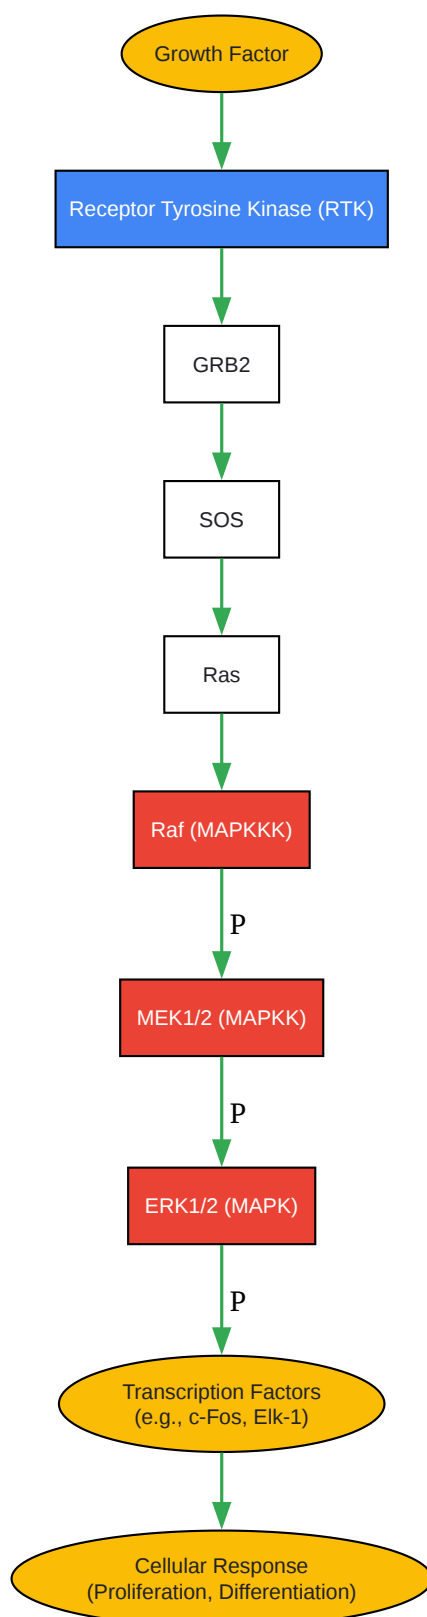 Growth Factor
Receptor Tyrosine Kinase (RTK)
GRB2
SOS
Ras
Raf (MAPKKK)
P
MEK1/2 (MAPKK)
P
ERK1/2 (MAPK)
P
Transcription Factors
(e.g., c-Fos, Elk-1)
Cellular Response
(Proliferation, Differentiation)